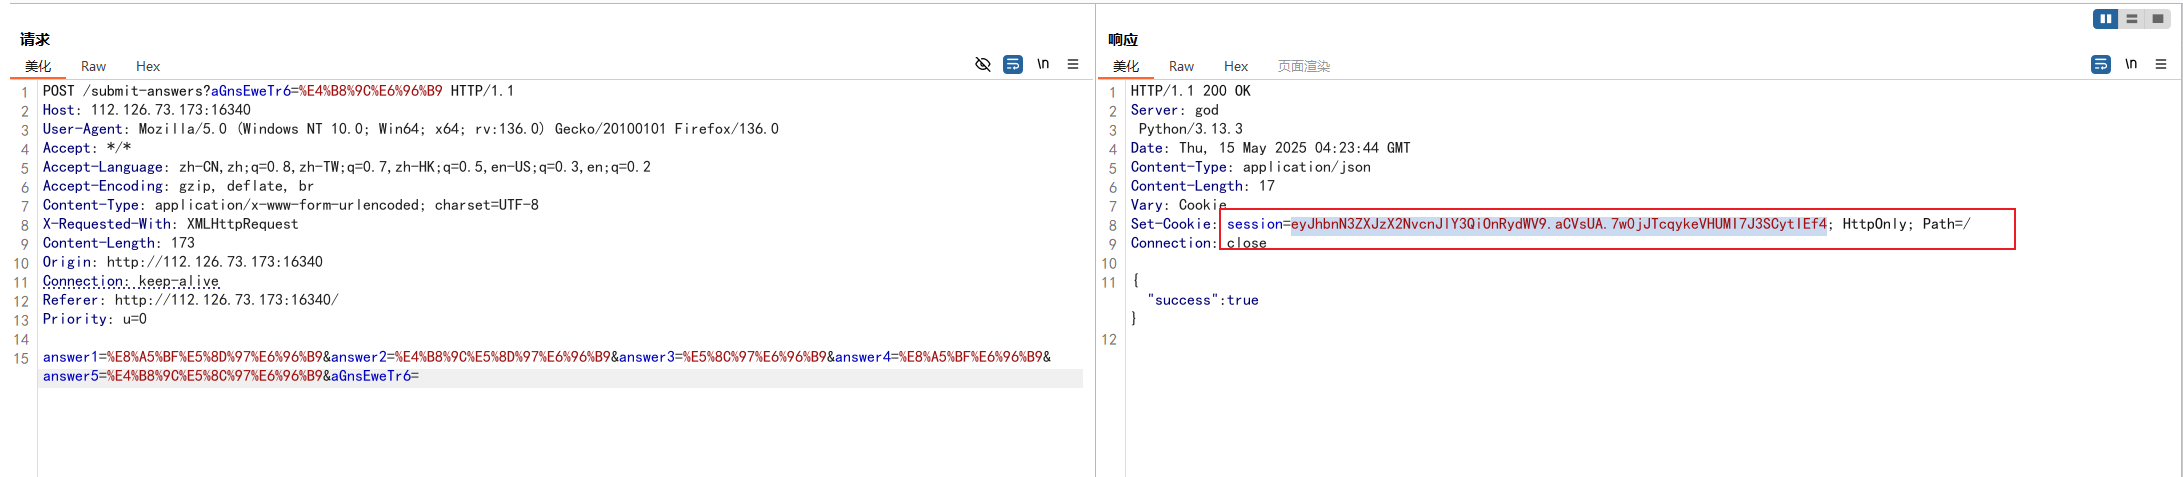 请求
美化 Raw Hex \n
1 POST /submit-answers?aGnsEweTr6=%E4%B8%9C%E6%96%B9 HTTP/1.1
2 Host: 112.126.73.173:16340
3 User-Agent: Mozilla/5.0 (Windows NT 10.0; Win64; x64; rv:136.0) Gecko/20100101 Firefox/136.0
4 Accept: */*
5 Accept-Language: zh-CN,zh;q=0.8,zh-TW;q=0.7,zh-HK;q=0.5,en-US;q=0.3,en;q=0.2
6 Accept-Encoding: gzip, deflate, br
7 Content-Type: application/x-www-form-urlencoded; charset=UTF-8
8 X-Requested-With: XMLHttpRequest
9 Content-Length: 173
10 Origin: http://112.126.73.173:16340
11 Connection: keep-alive
12 Referer: http://112.126.73.173:16340/
13 Priority: u=0
14
15 answer1=%E8%A5%BF%E5%8D%97%E6%96%B9&answer2=%E4%B8%9C%E5%8D%97%E6%96%B9&answer3=%E5%8C%97%E6%96%B9&answer4=%E8%A5%BF%E6%96%B9&
answer5=%E4%B8%9C%E5%8C%97%E6%96%B9&aGnsEweTr6=
响应
美化 Raw Hex 页面渲染 \n
1 HTTP/1.1 200 OK
2 Server: god
3 Python/3.13.3
4 Date: Thu, 15 May 2025 04:23:44 GMT
5 Content-Type: application/json
6 Content-Length: 17
7 Vary: Cookie
8 Set-Cookie: session=eyJhbnN3ZXJzX2NvcnJlY3QiOnRydWV9.aCVsUA.7w0jJTcqykeVHUMl7J3SCytIEf4; HttpOnly; Path=/
9 Connection: close
10
11 {
"success":true
}
12